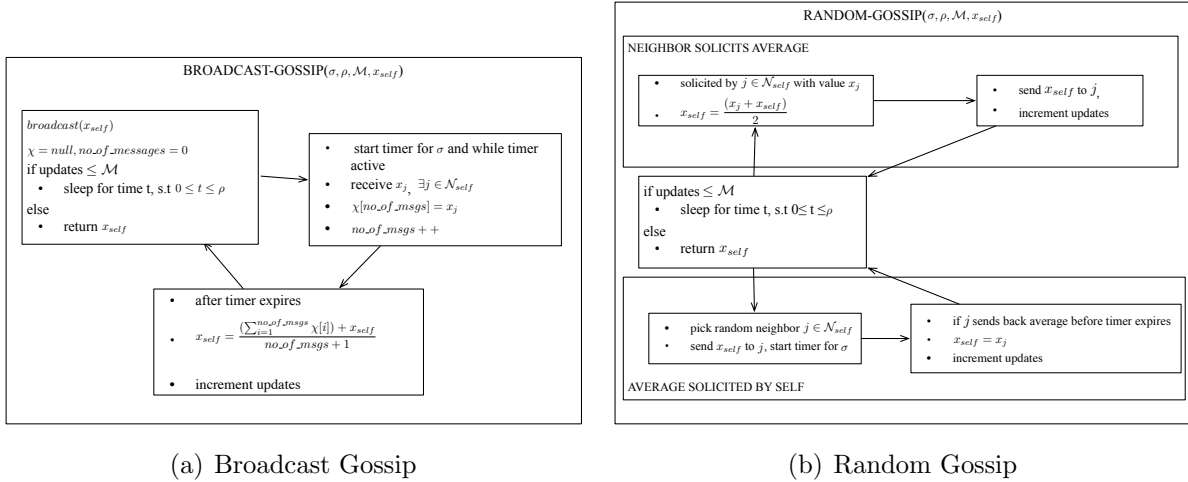 BROADCAST-GOSSIP(σ, ρ, M, x_self)
broadcast(x_self)
χ = null, no_of_messages = 0
if updates ≤ M
• sleep for time t, s.t 0 ≤ t ≤ ρ
else
• return x_self
• start timer for σ and while timer
active
• receive x_j, ∃j ∈ N_self
• χ[no_of_msgs] = x_j
• no_of_msgs + +
• after timer expires
• x_self = ((∑_{i=1}^{no_of_msgs} χ[i]) + x_self) / (no_of_msgs + 1)
• increment updates
(a) Broadcast Gossip
RANDOM-GOSSIP(σ, ρ, M, x_self)
NEIGHBOR SOLICITS AVERAGE
• solicited by j ∈ N_self with value x_j
• x_self = (x_j + x_self) / 2
• send x_self to j,
• increment updates
if updates ≤ M
• sleep for time t, s.t 0≤ t ≤ρ
else
• return x_self
• pick random neighbor j ∈ N_self
• send x_self to j, start timer for σ
• if j sends back average before timer expires
• x_self = x_j
• increment updates
AVERAGE SOLICITED BY SELF
(b) Random Gossip